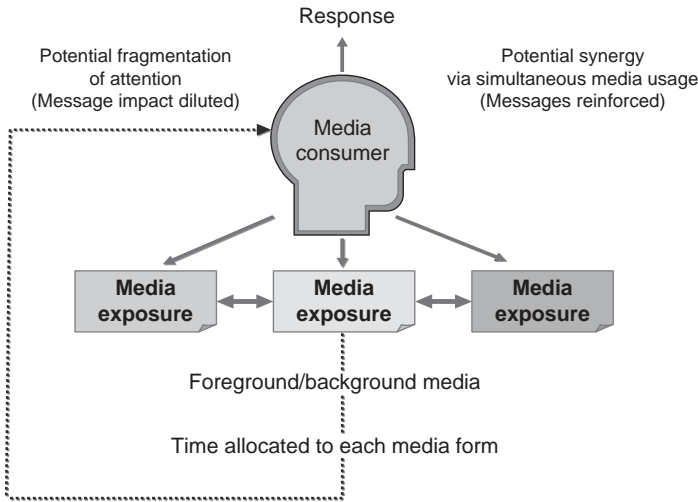 Response
Potential fragmentation
of attention
(Message impact diluted)
Potential synergy
via simultaneous media usage
(Messages reinforced)
Media
consumer
Media
exposure
Media
exposure
Media
exposure
Foreground/background media
Time allocated to each media form